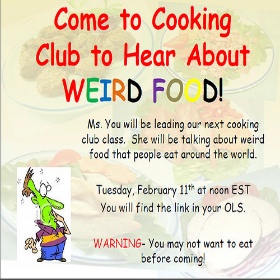 Come to Cooking
Club to Hear About
WEIRD FOOD!
Ms. You will be leading our next cooking
club class.  She will be talking about weird
food that people eat around the world.
Tuesday, February 11th at noon EST
You will find the link in your OLS.
WARNING- You may not want to eat
before coming!